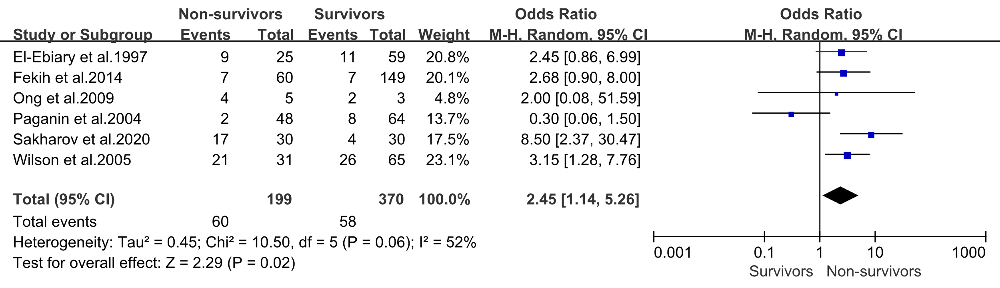 Non-survivors Survivors Odds Ratio Odds Ratio
Study or Subgroup Events Total Events Total Weight M-H, Random, 95% CI M-H, Random, 95% CI
El-Ebiary et al.1997 9 25 11 59 20.8% 2.45 [0.86, 6.99]
Fekih et al.2014 7 60 7 149 20.1% 2.68 [0.90, 8.00]
Ong et al.2009 4 5 2 3 4.8% 2.00 [0.08, 51.59]
Paganin et al.2004 2 48 8 64 13.7% 0.30 [0.06, 1.50]
Sakharov et al.2020 17 30 4 30 17.5% 8.50 [2.37, 30.47]
Wilson et al.2005 21 31 26 65 23.1% 3.15 [1.28, 7.76]
Total (95% CI) 199 370 100.0% 2.45 [1.14, 5.26]
Total events 60 58
Heterogeneity: Tau² = 0.45; Chi² = 10.50, df = 5 (P = 0.06); I² = 52%
Test for overall effect: Z = 2.29 (P = 0.02)
0.001 0.1 1 10 1000
Survivors Non-survivors